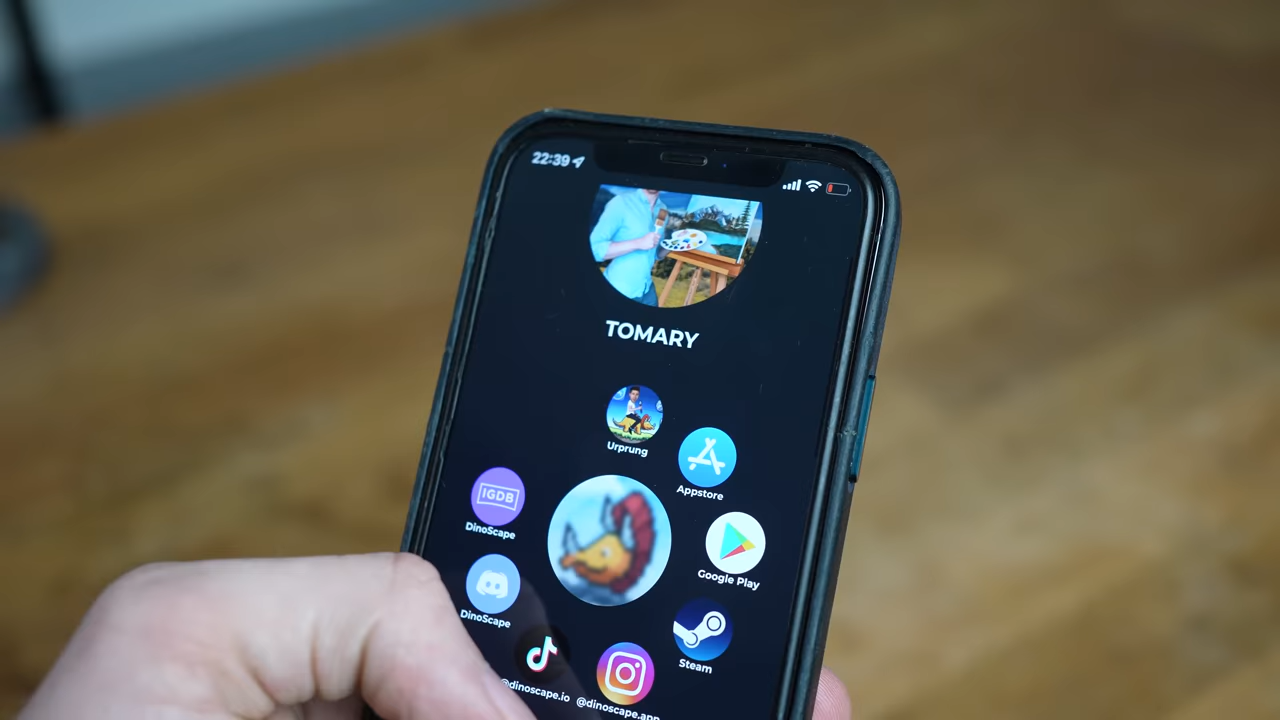 22:39
TOMARY
Urprung
Appstore
IGDB
DinoScape
Google Play
DinoScape
Steam
@dinoscape.io
@dinoscape.app